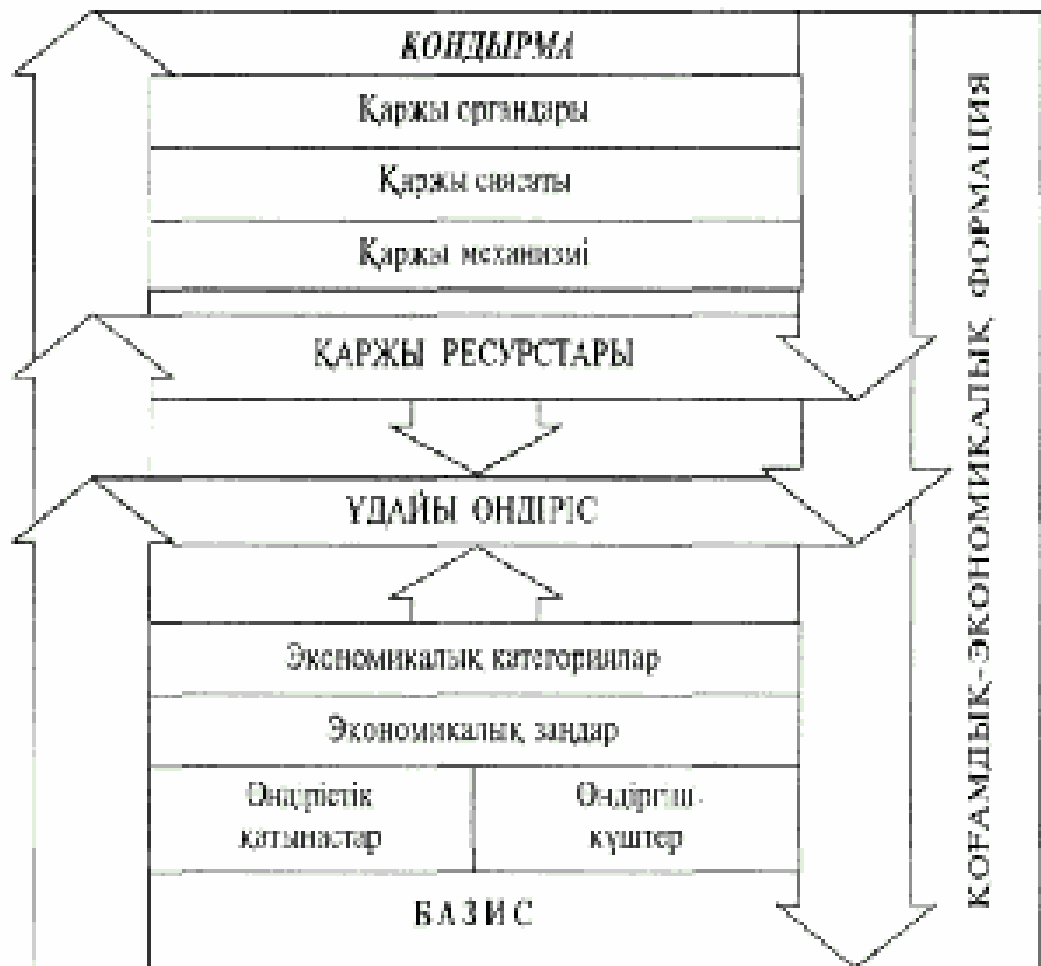 ҚОНДЫРМА
Қаржы органдары
Қаржы саясаты
Қаржы механизмі
ҚАРЖЫ РЕСУРСТАРЫ
ҰДАЙЫ ӨНДІРІС
Экономикалық категориялар
Экономикалық заңдар
Өндірістік
қатынастар
Өндіргіш
күштер
БАЗИС
ҚОҒАМДЫҚ-ЭКОНОМИКАЛЫҚ ФОРМАЦИЯ